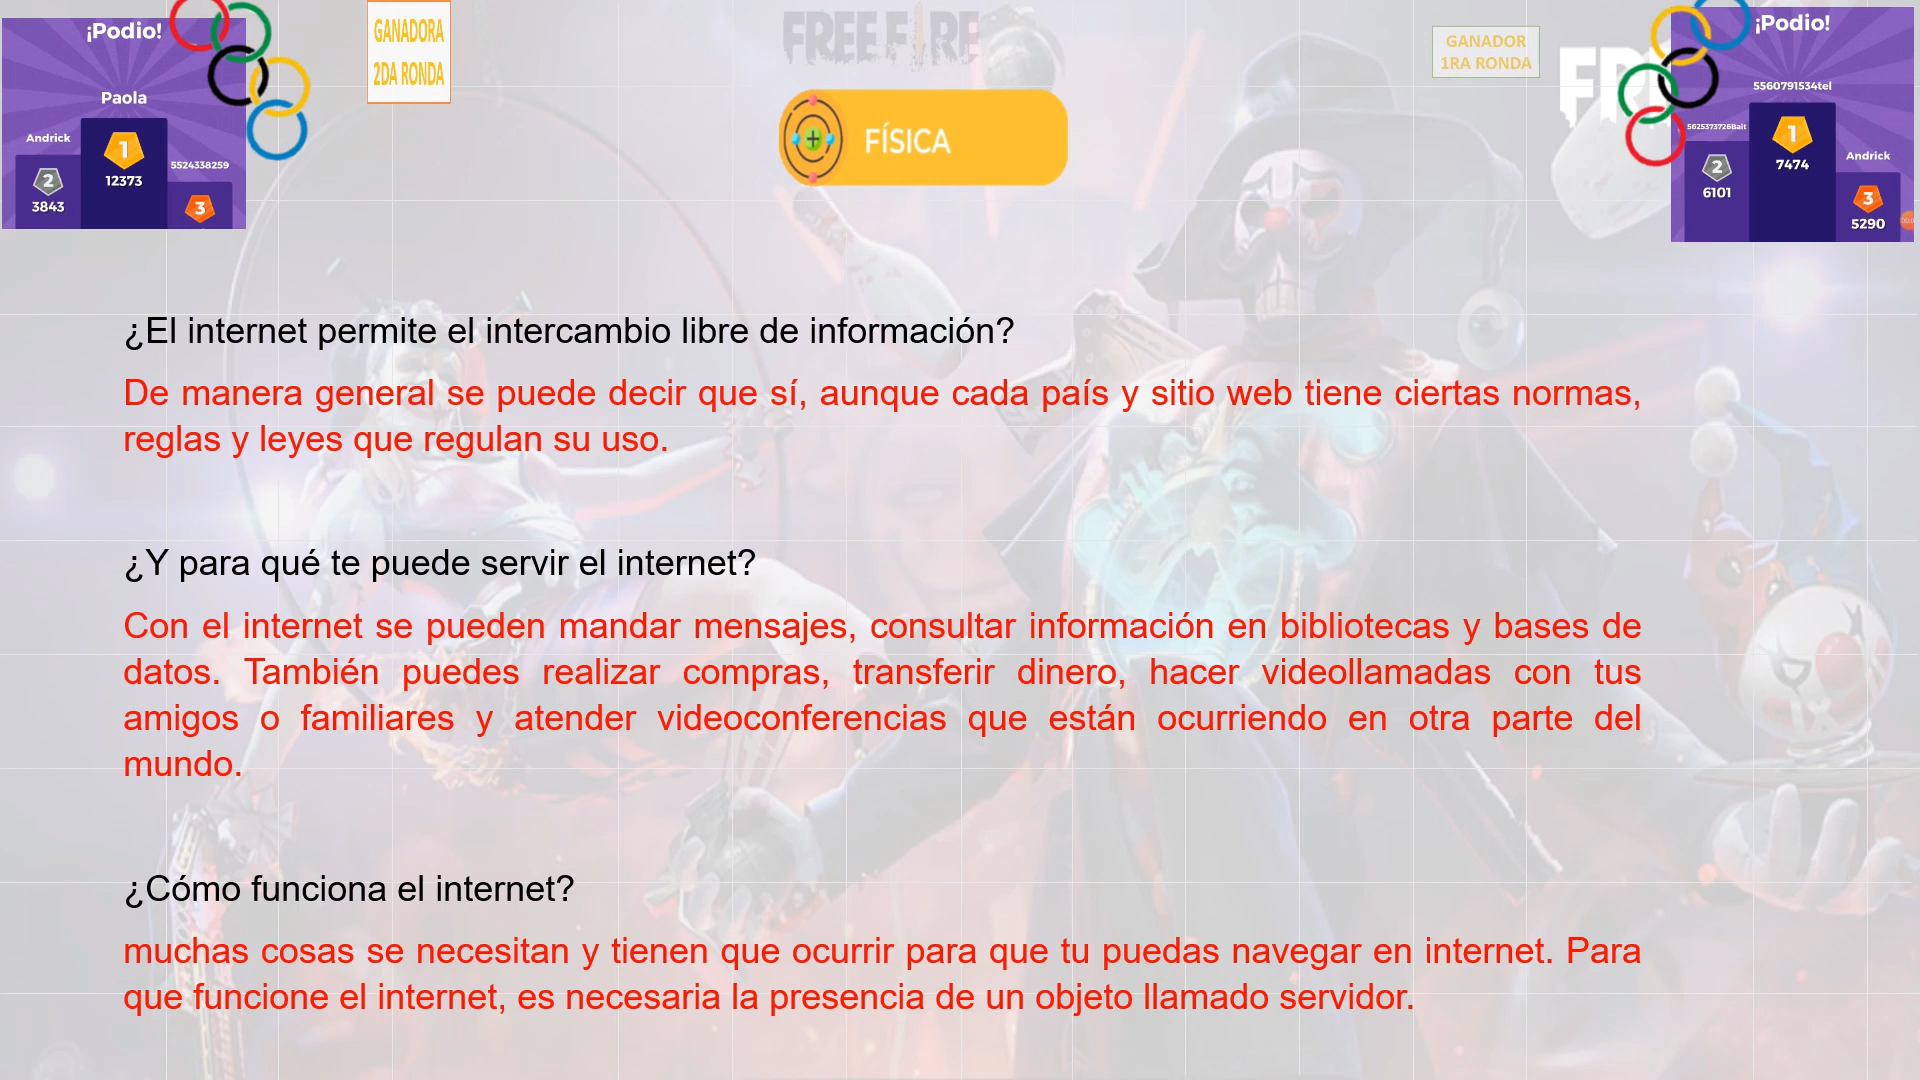 ¡Podio!
Paola
Andrick
1
12373
5524338259
2
3843
3
GANADORA
2DA RONDA
FREE FIRE
FÍSICA
GANADOR
1RA RONDA
FRE
¡Podio!
5560791534tel
5625373726Bait
1
7474
Andrick
2
6101
3
5290
¿El internet permite el intercambio libre de información?
De manera general se puede decir que sí, aunque cada país y sitio web tiene ciertas normas,
reglas y leyes que regulan su uso.
¿Y para qué te puede servir el internet?
Con el internet se pueden mandar mensajes, consultar información en bibliotecas y bases de
datos. También puedes realizar compras, transferir dinero, hacer videollamadas con tus
amigos o familiares y atender videoconferencias que están ocurriendo en otra parte del
mundo.
¿Cómo funciona el internet?
muchas cosas se necesitan y tienen que ocurrir para que tu puedas navegar en internet. Para
que funcione el internet, es necesaria la presencia de un objeto llamado servidor.